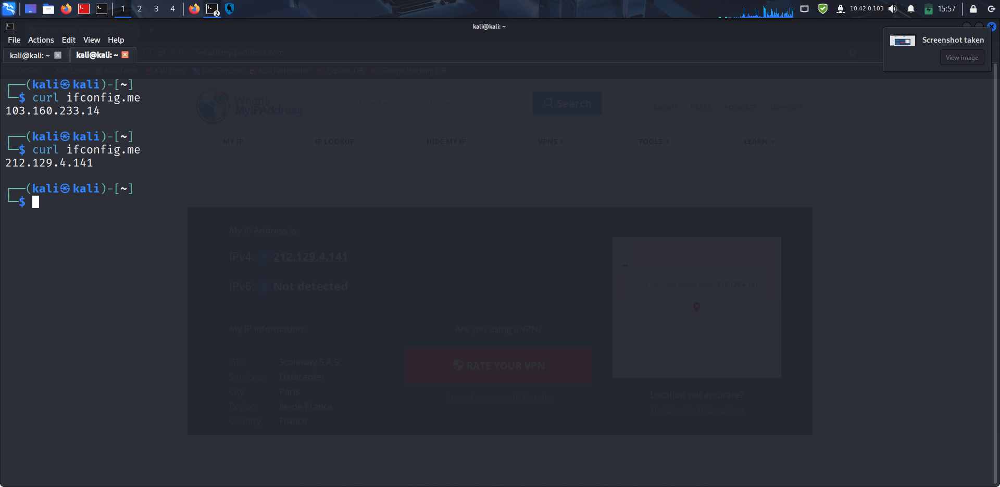 1 2 3 4 2 10.42.0.103 15:57
kali@kali: ~
File Actions Edit View Help
Screenshot taken
View image
kali@kali: ~ kali@kali: ~
whatismyipaddress.com
OffSec Kali Linux Kali Tools Kali Docs Kali Forums Kali NetHunter Exploit-DB Google Hacking DB
┌──(kali㉿kali)-[~]
└─$ curl ifconfig.me
103.160.233.14
┌──(kali㉿kali)-[~]
└─$ curl ifconfig.me
212.129.4.141
┌──(kali㉿kali)-[~]
└─$
WhatIs
MyIPAddress
Enter Keywords or IP Address
Search
ABOUT PRESS PODCAST SUPPORT
MY IP IP LOOKUP HIDE MY IP VPNS TOOLS LEARN
My IP Address is:
IPv4: 212.129.4.141
IPv6: Not detected
Click for more details about 212.129.4.141
My IP Information:
Are you using a VPN?
ISP: Scaleway S.A.S.
Services: Datacenter
City: Paris
Region: Ile-de-France
Country: France
RATE YOUR VPN
Show Complete IP Details
Location not accurate?
Update My IP Location